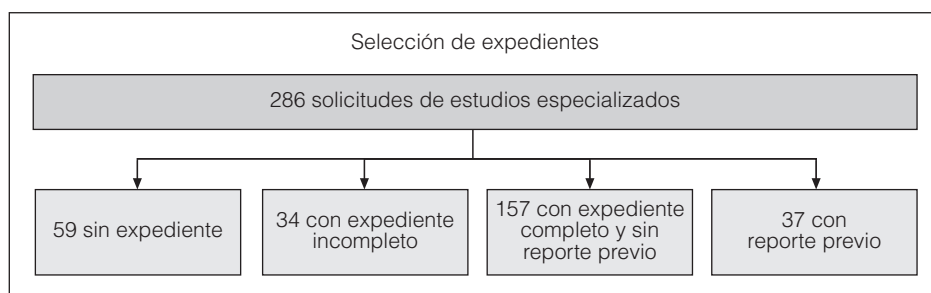 Selección de expedientes
286 solicitudes de estudios especializados
59 sin expediente
34 con expediente
incompleto
157 con expediente
completo y sin
reporte previo
37 con
reporte previo